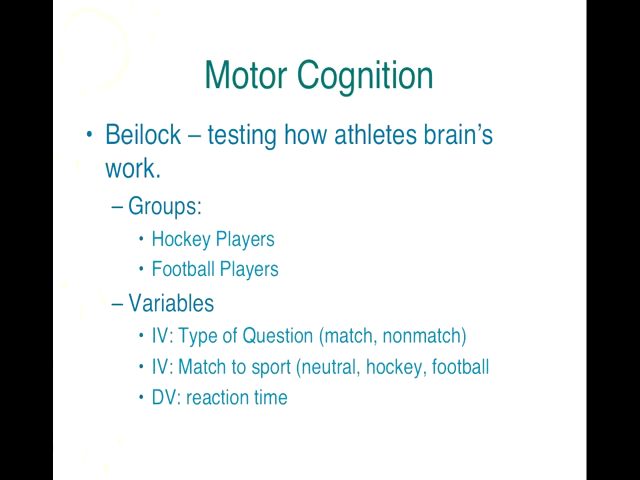 Motor Cognition
• Beilock – testing how athletes brain’s
work.
– Groups:
• Hockey Players
• Football Players
– Variables
• IV: Type of Question (match, nonmatch)
• IV: Match to sport (neutral, hockey, football
• DV: reaction time